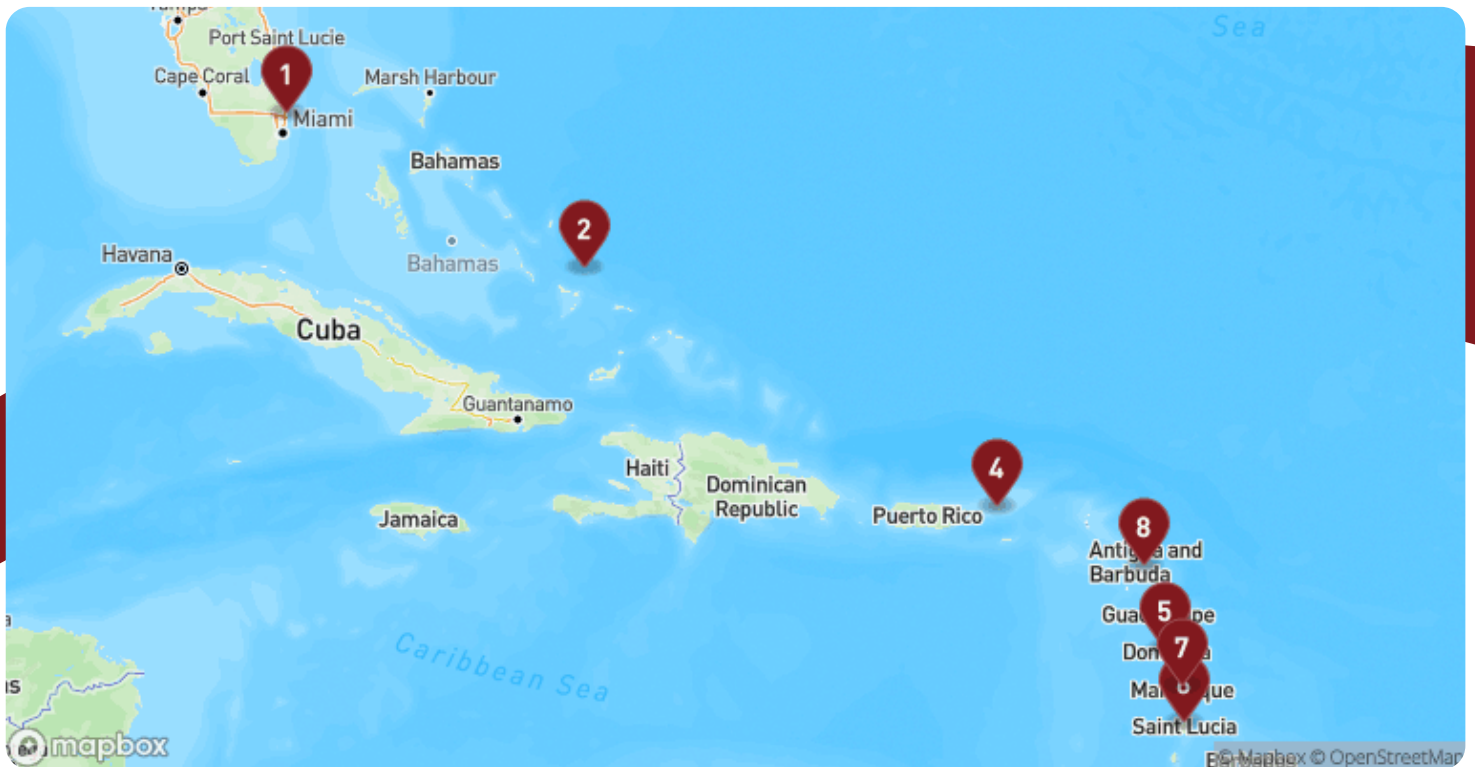 Sea
Port Saint Lucie
Cape Coral
1
Marsh Harbour
Miami
Bahamas
2
Havana
Bahamas
Cuba
Guantanamo
4
Haiti
Dominican
Republic
Jamaica
Puerto Rico
8
and
Barbuda
5
7
Caribbean Sea
Saint Lucia
mapbox
© Mapbox © OpenStreetMap